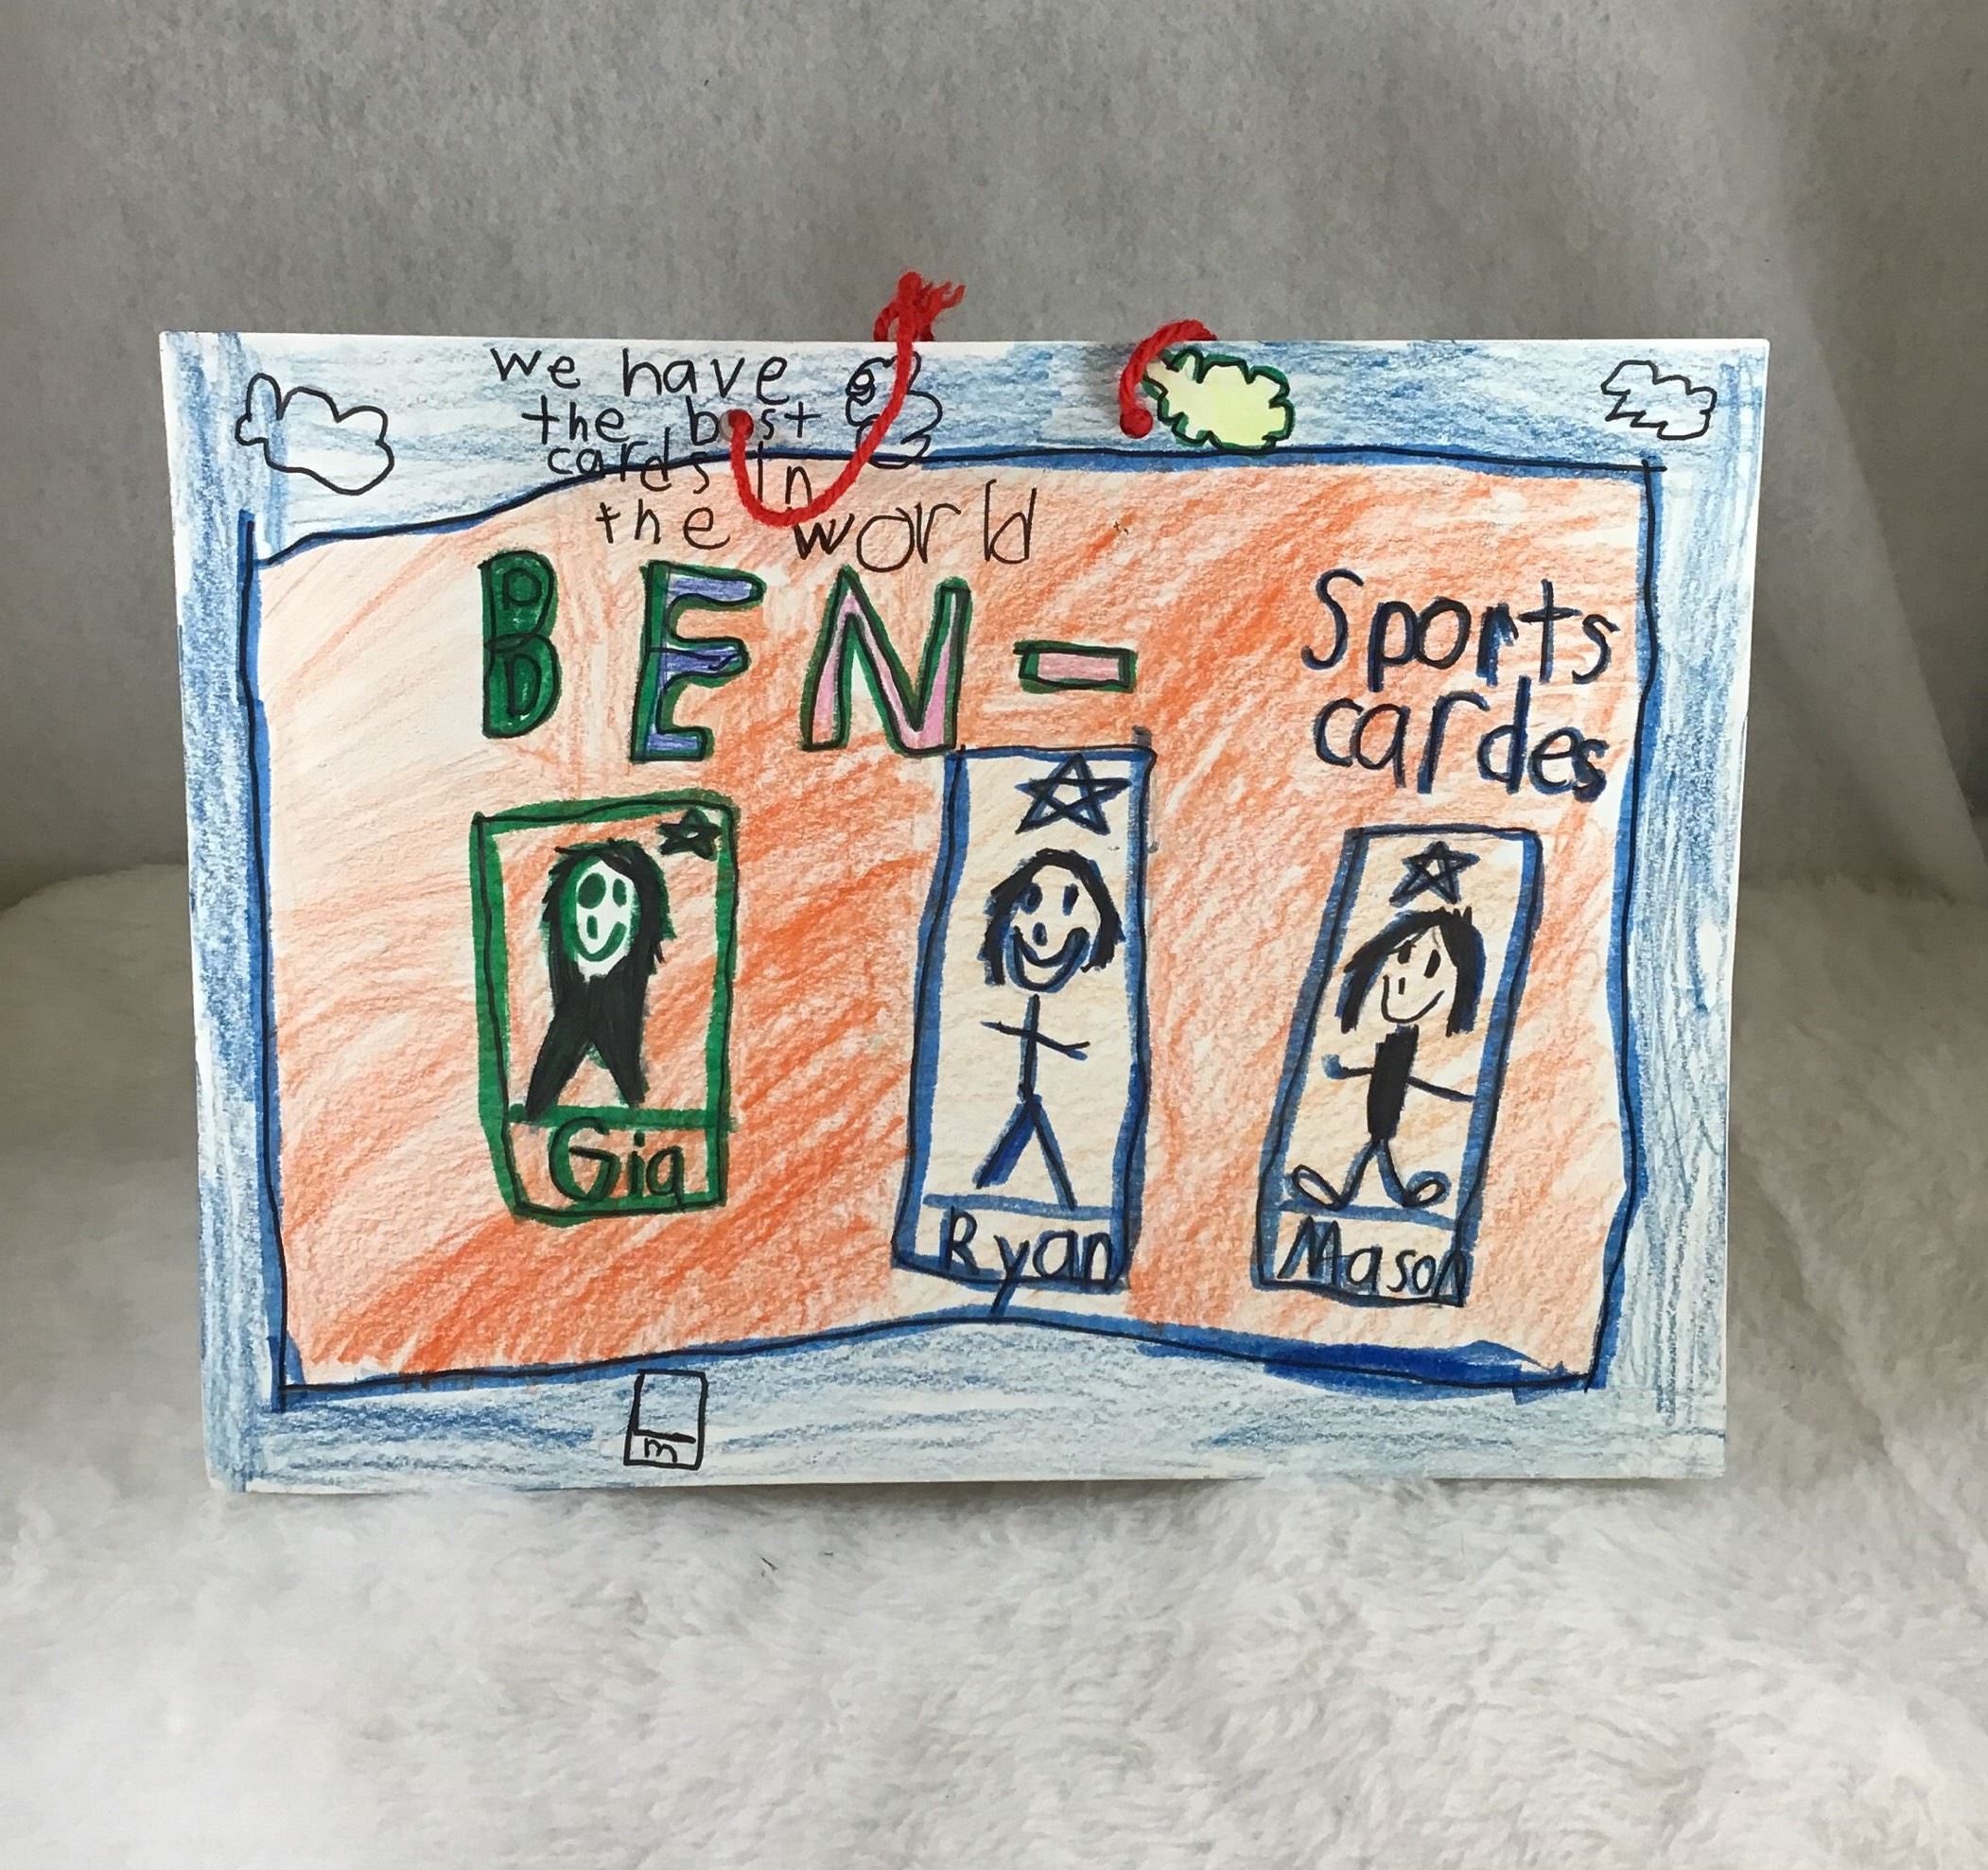 we have
the best
cards in
the world
BEN-
Sports
cardes
Gia
Ryan
Mason
m